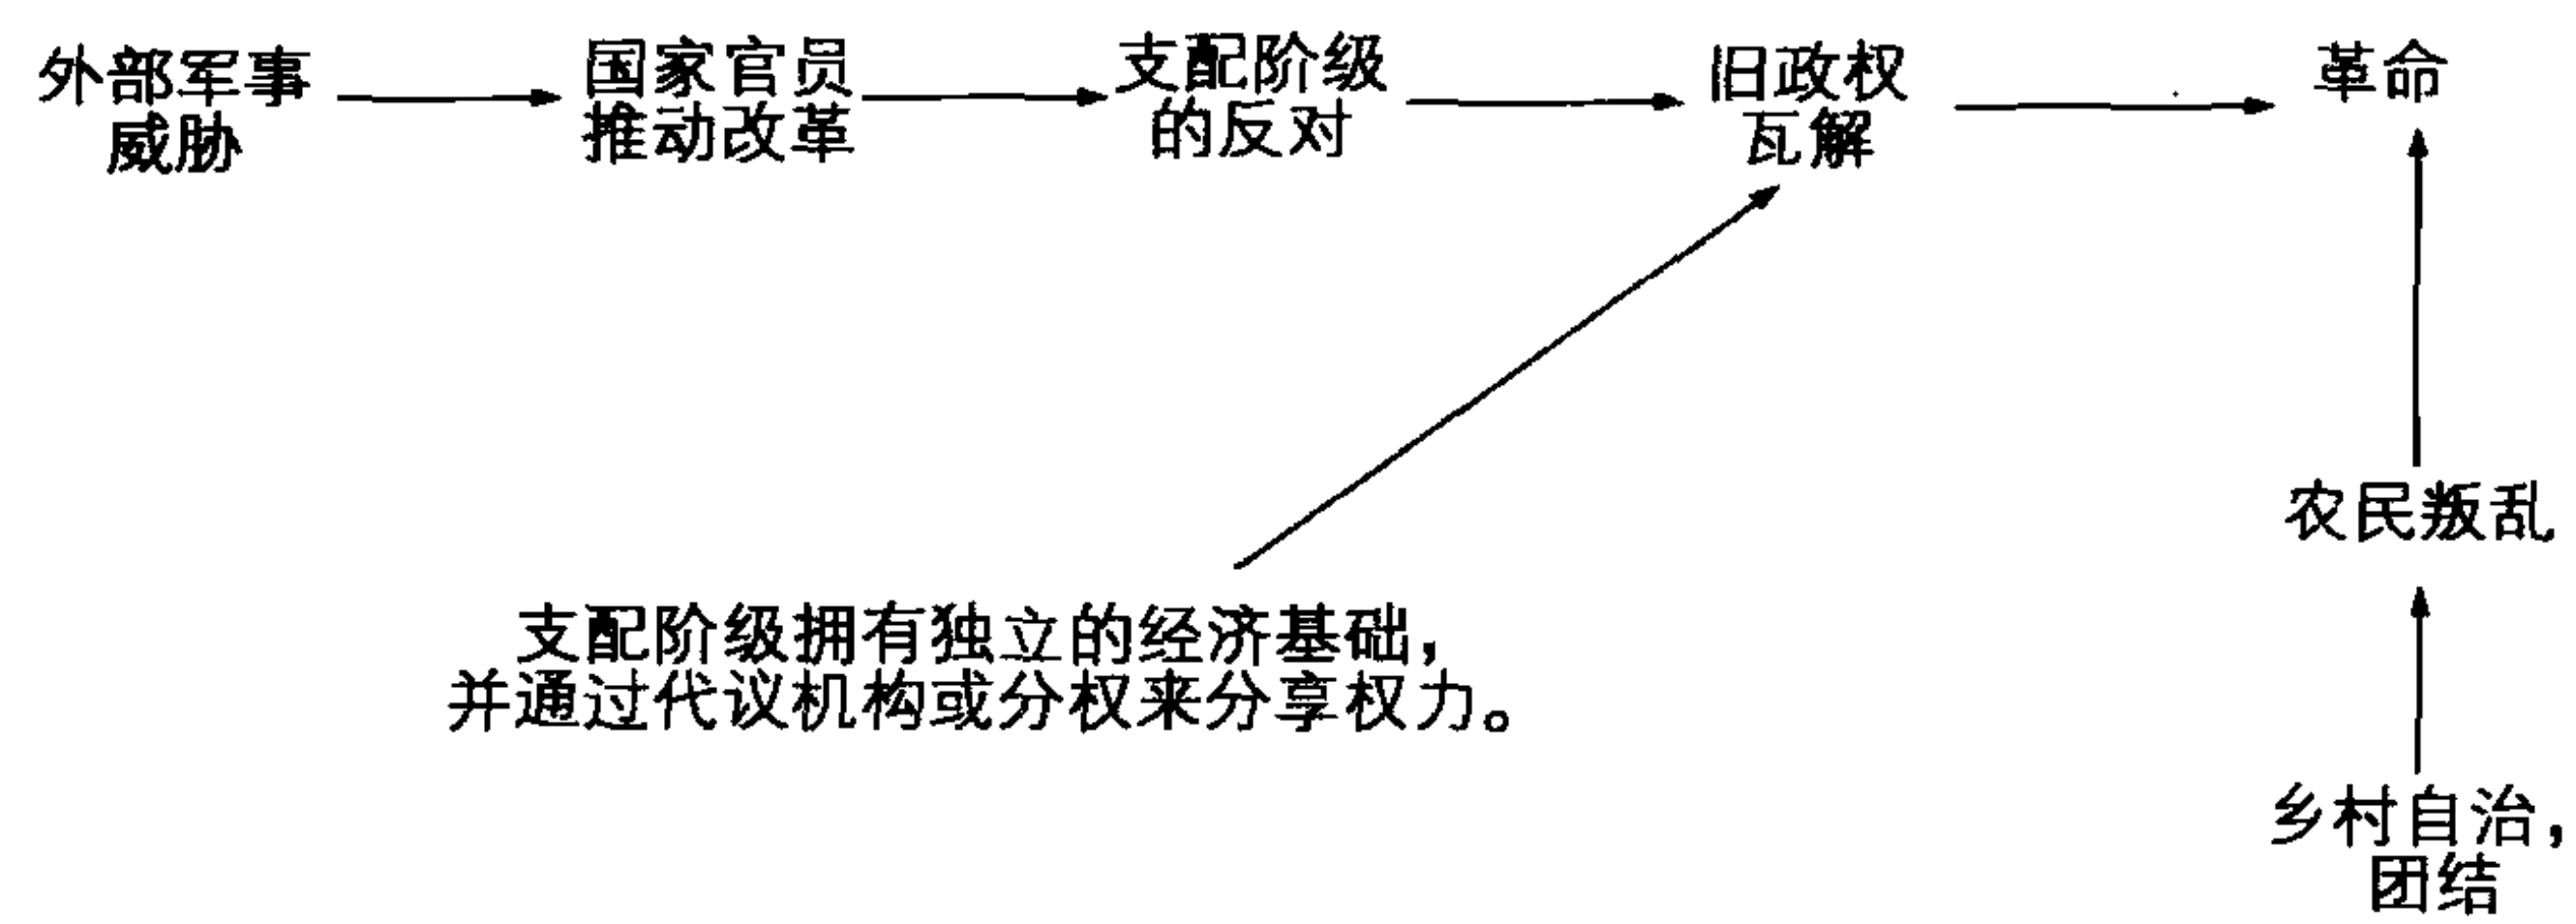 外部军事
威胁
国家官员
推动改革
支配阶级
的反对
旧政权
瓦解
革命
农民叛乱
支配阶级拥有独立的经济基础，
并通过代议机构或分权来分享权力。
乡村自治，
团结